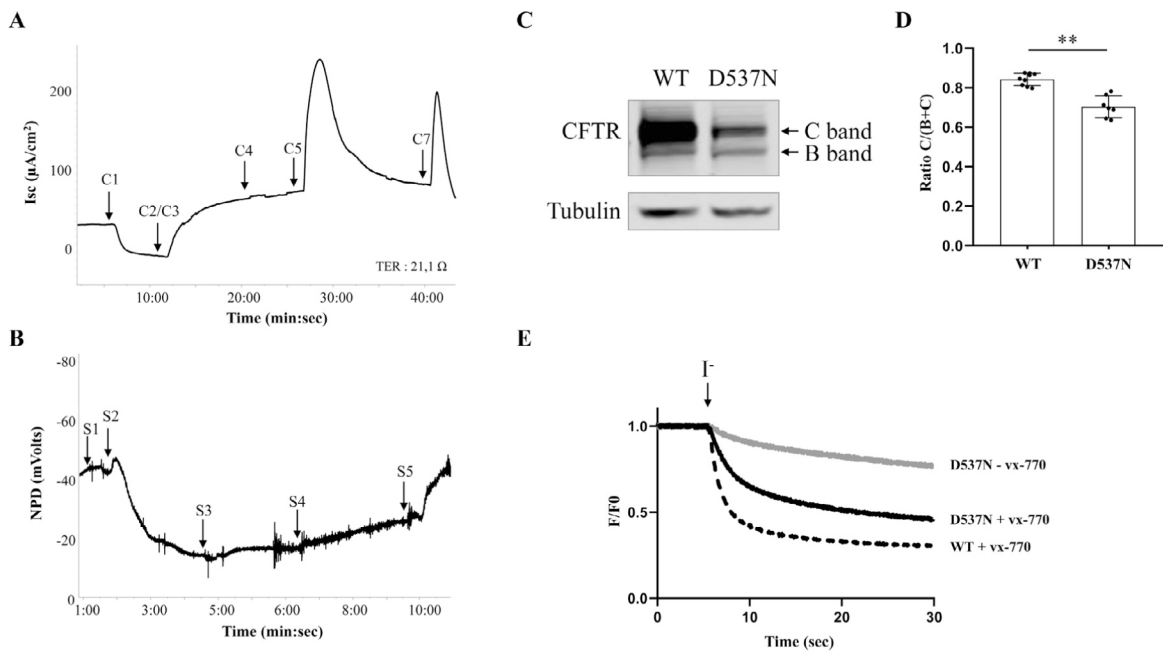 A
Isc (µA/cm²)
200
100
0
C1
C2/C3
C4
C5
C7
TER : 21,1 Ω
10:00 20:00 30:00 40:00
Time (min:sec)
B
NPD (mVolts)
-80
-60
-40
-20
0
S1
S2
S3
S4
S5
1:00 3:00 4:00 6:00 8:00 10:00
Time (min:sec)
C
WT D537N
CFTR
C band
B band
Tubulin
D
**
Ratio C/(B+C)
1.0
0.8
0.6
0.4
0.2
0.0
WT D537N
E
I-
F/F0
1.0
0.5
0.0
D537N - vx-770
D537N + vx-770
WT + vx-770
0 10 20 30
Time (sec)